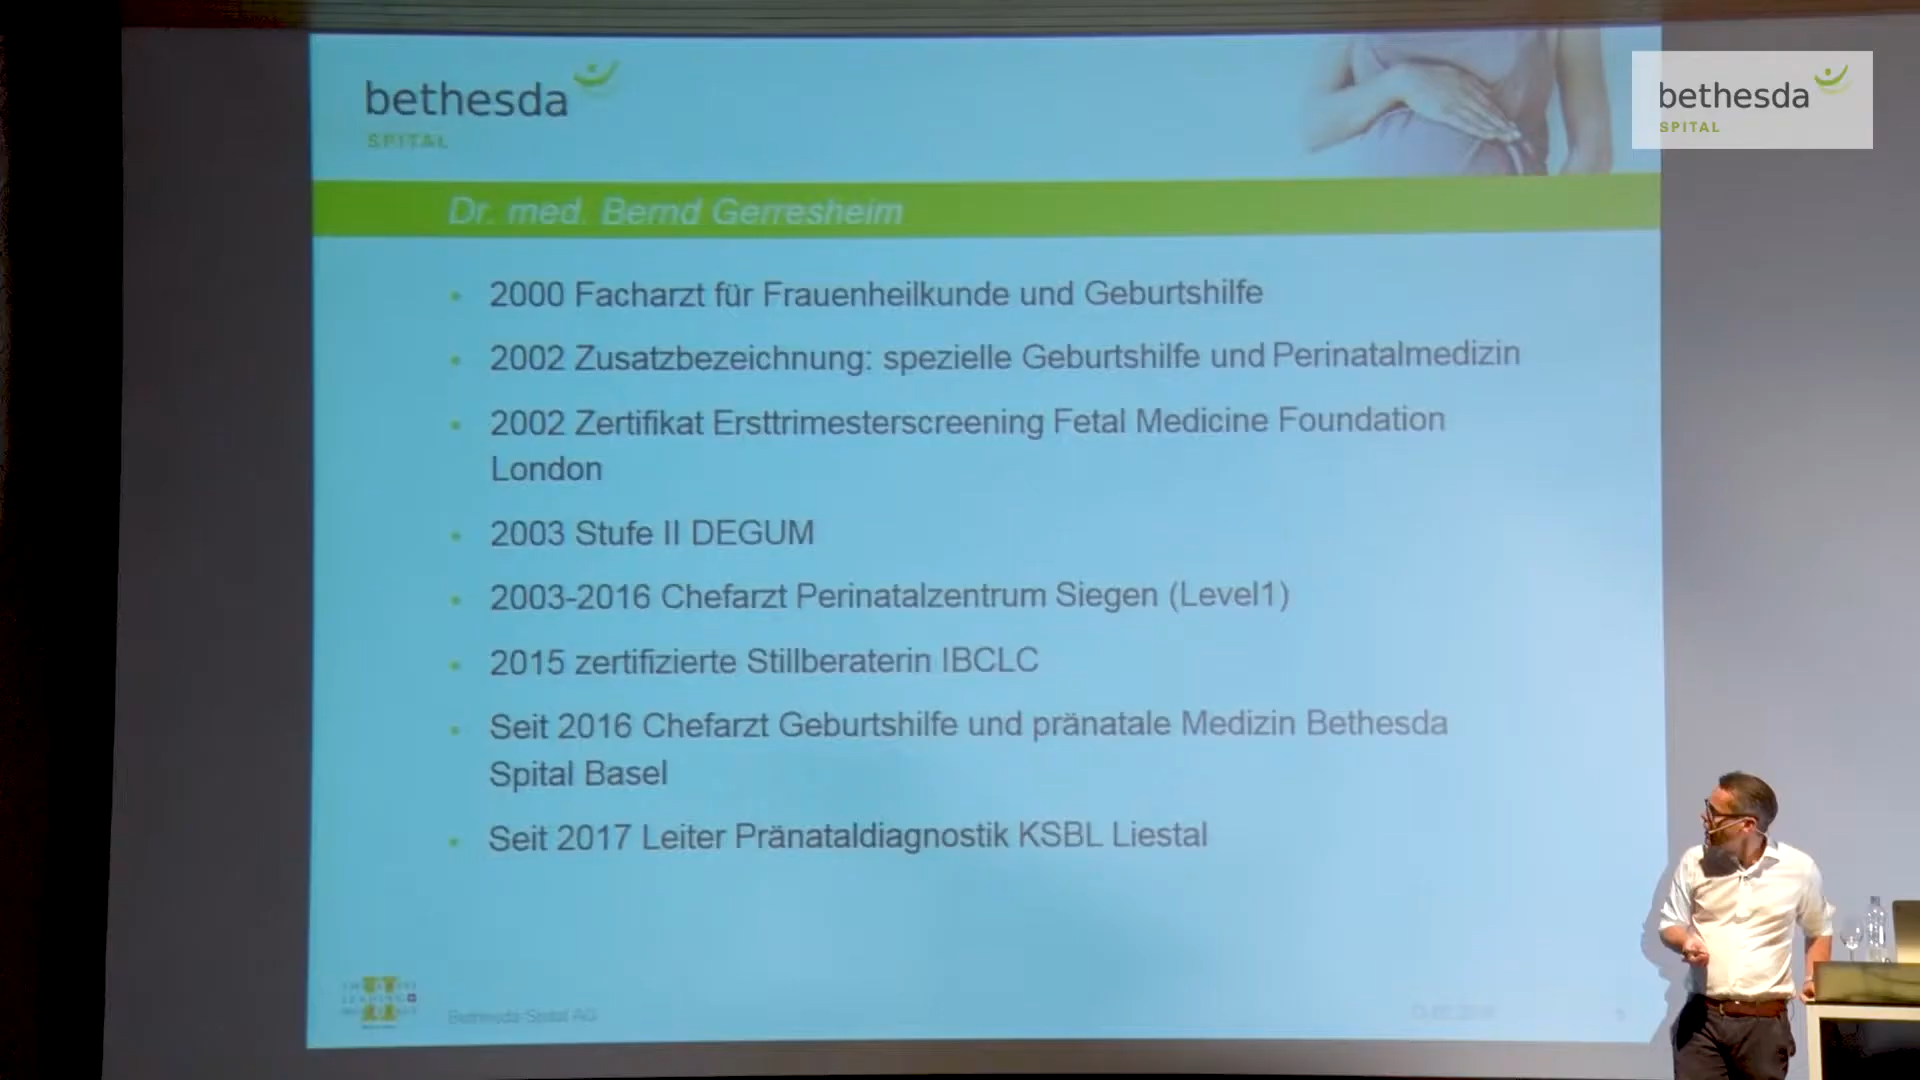 bethesda
SPITAL
bethesda
SPITAL
Dr. med. Bernd Gerresheim
2000 Facharzt für Frauenheilkunde und Geburtshilfe
2002 Zusatzbezeichnung: spezielle Geburtshilfe und Perinatalmedizin
2002 Zertifikat Ersttrimesterscreening Fetal Medicine Foundation
London
2003 Stufe II DEGUM
2003-2016 Chefarzt Perinatalzentrum Siegen (Level1)
2015 zertifizierte Stillberaterin IBCLC
Seit 2016 Chefarzt Geburtshilfe und pränatale Medizin Bethesda
Spital Basel
Seit 2017 Leiter Pränataldiagnostik KSBL Liestal
Bethesda Spital AG